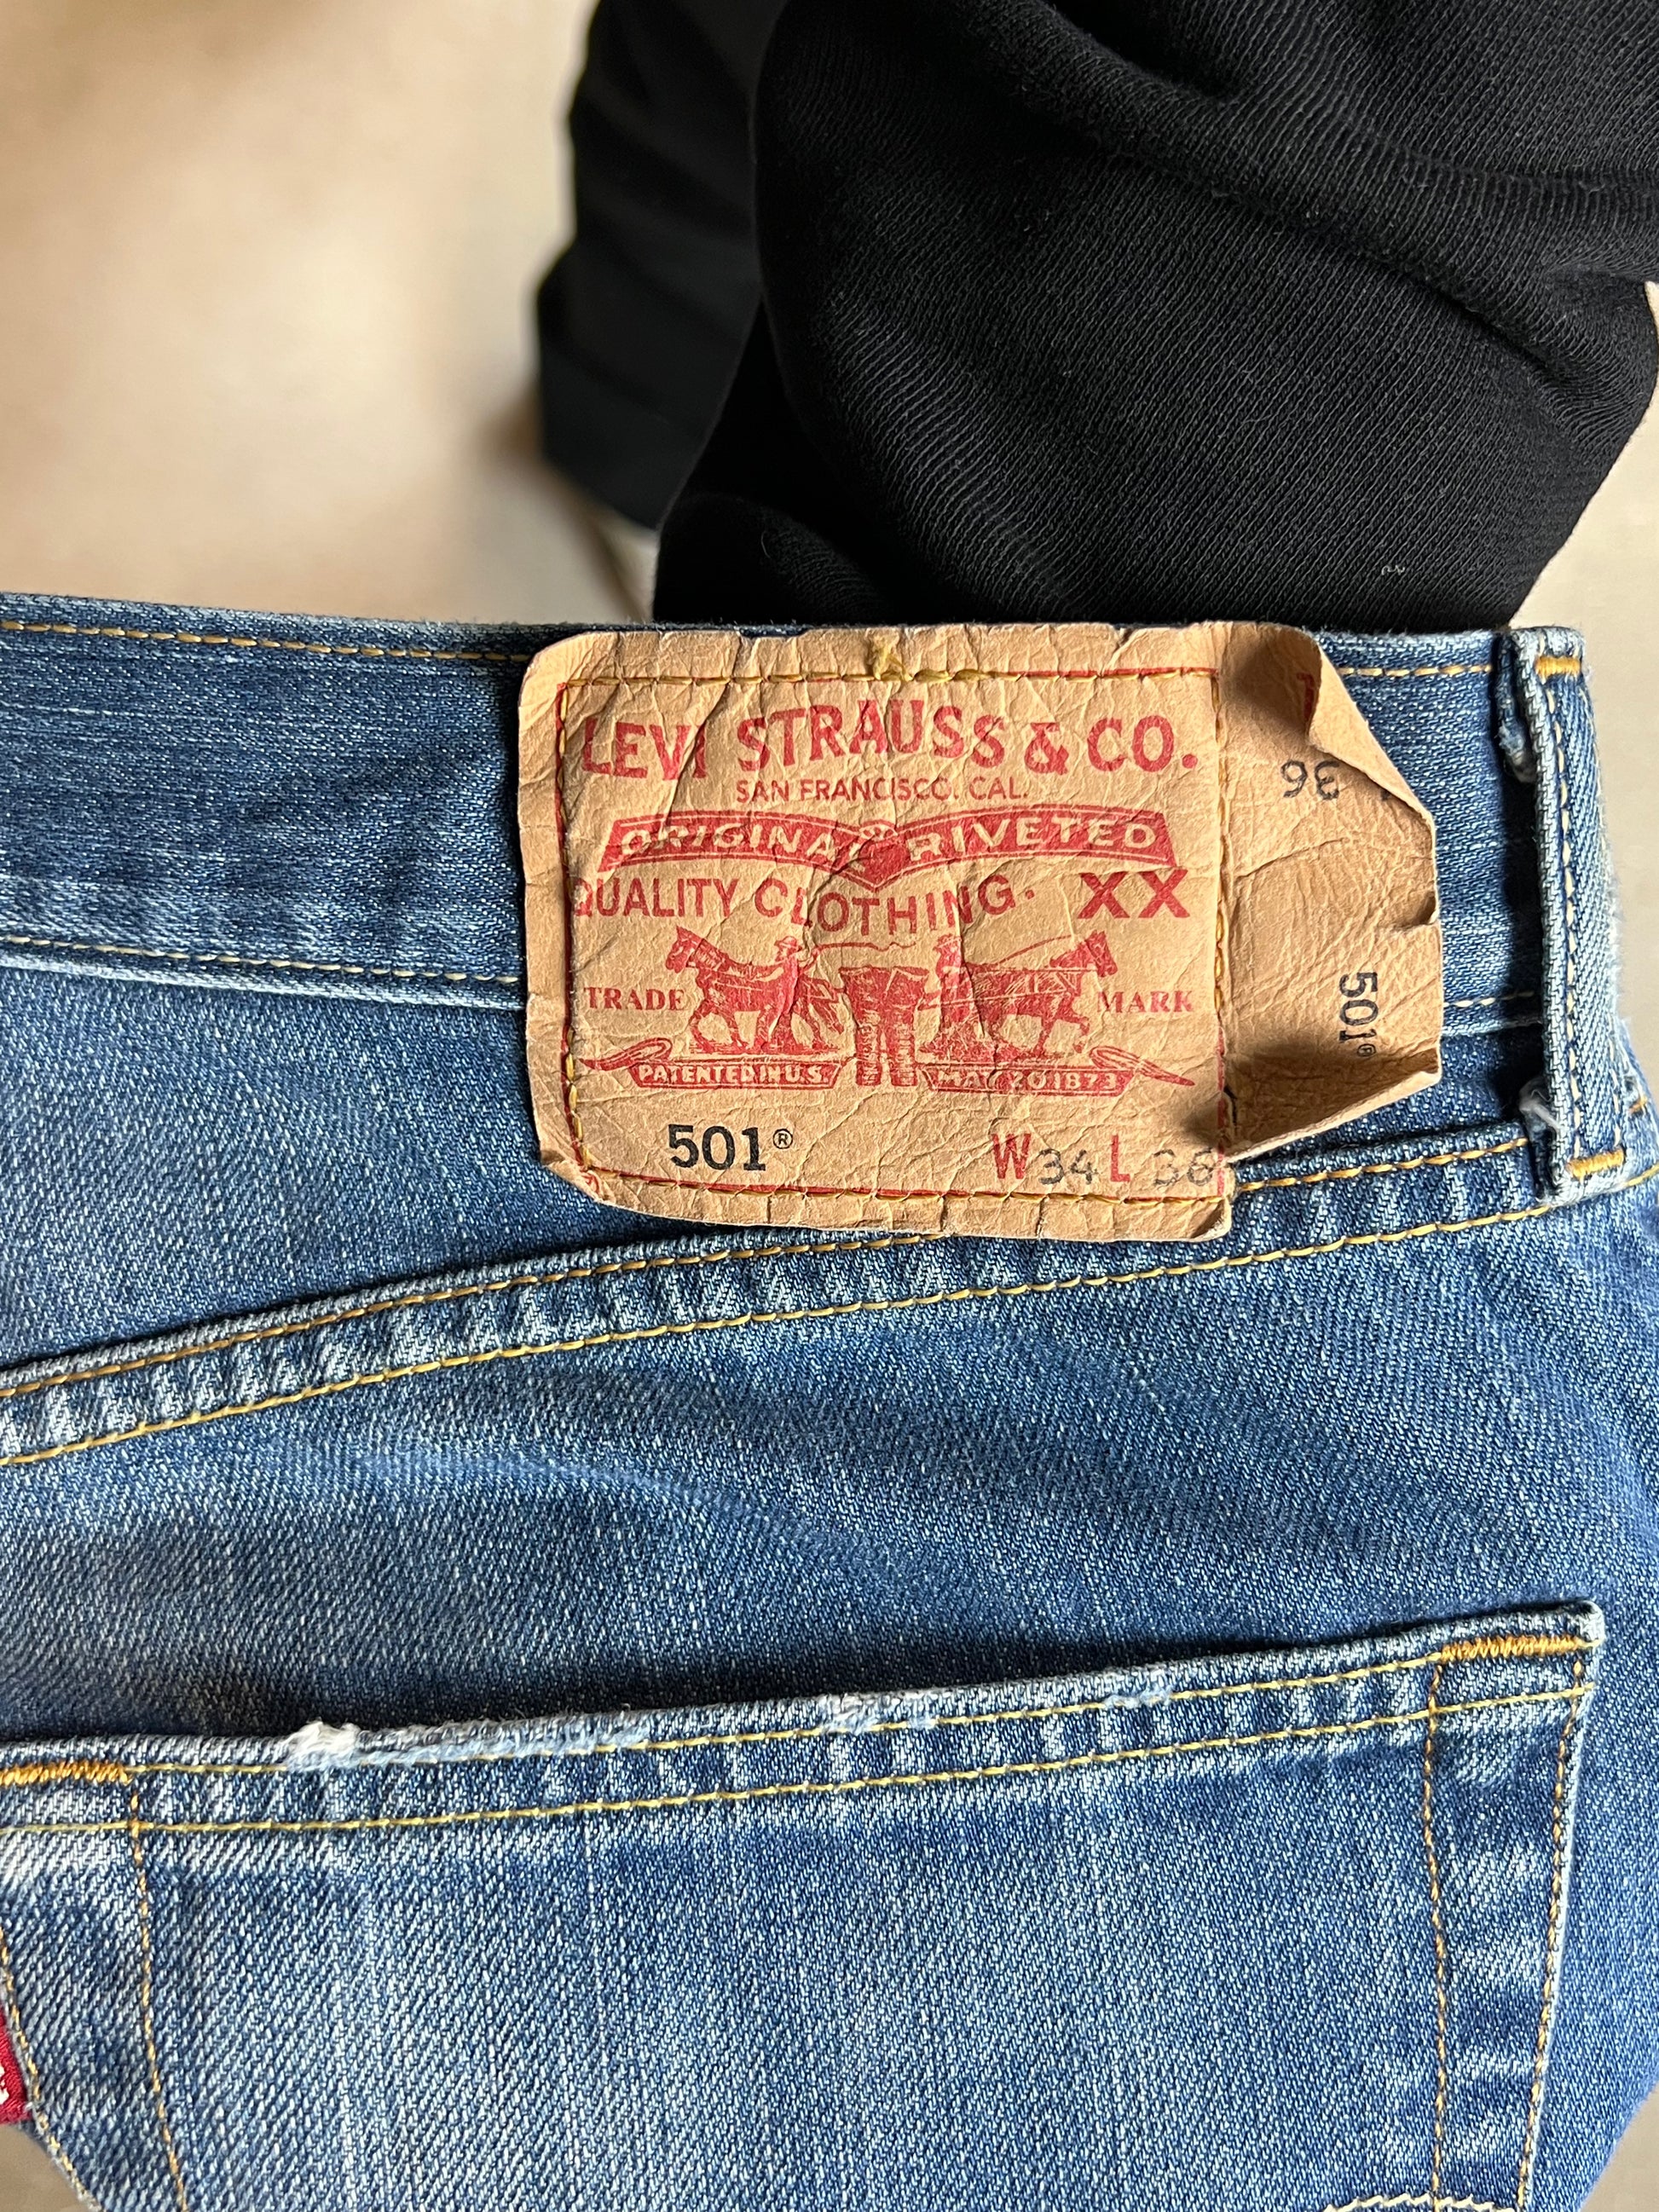 LEVI STRAUSS & CO.
SAN FRANCISCO. CAL.
ORIGINAL RIVETED
QUALITY CLOTHING. XX
TRADE MARK
PATENTED IN U.S. MAY 20 1873
501® W34 L 36
36
501®